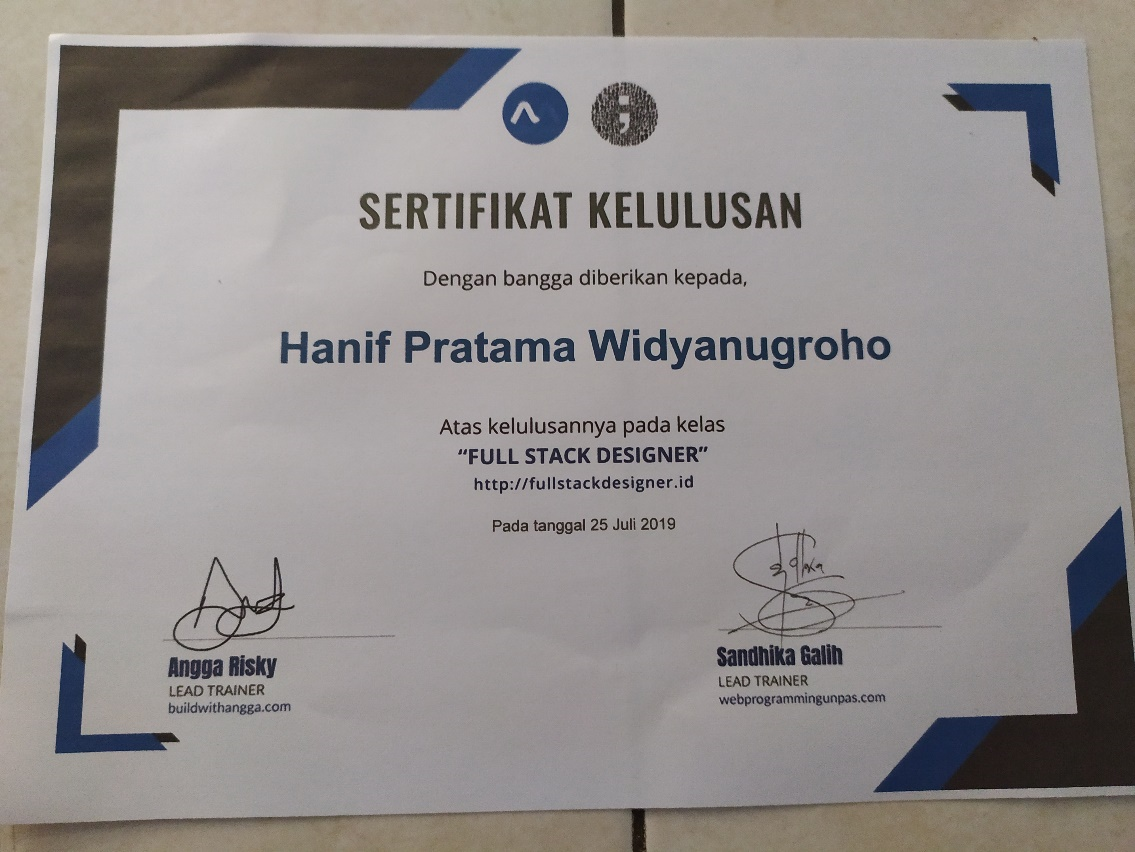 SERTIFIKAT KELULUSAN
Dengan bangga diberikan kepada,
Hanif Pratama Widyanugroho
Atas kelulusannya pada kelas
“FULL STACK DESIGNER”
http://fullstackdesigner.id
Pada tanggal 25 Juli 2019
Angga Risky
LEAD TRAINER
buildwithangga.com
Sandhika Galih
LEAD TRAINER
webprogrammingunpas.com